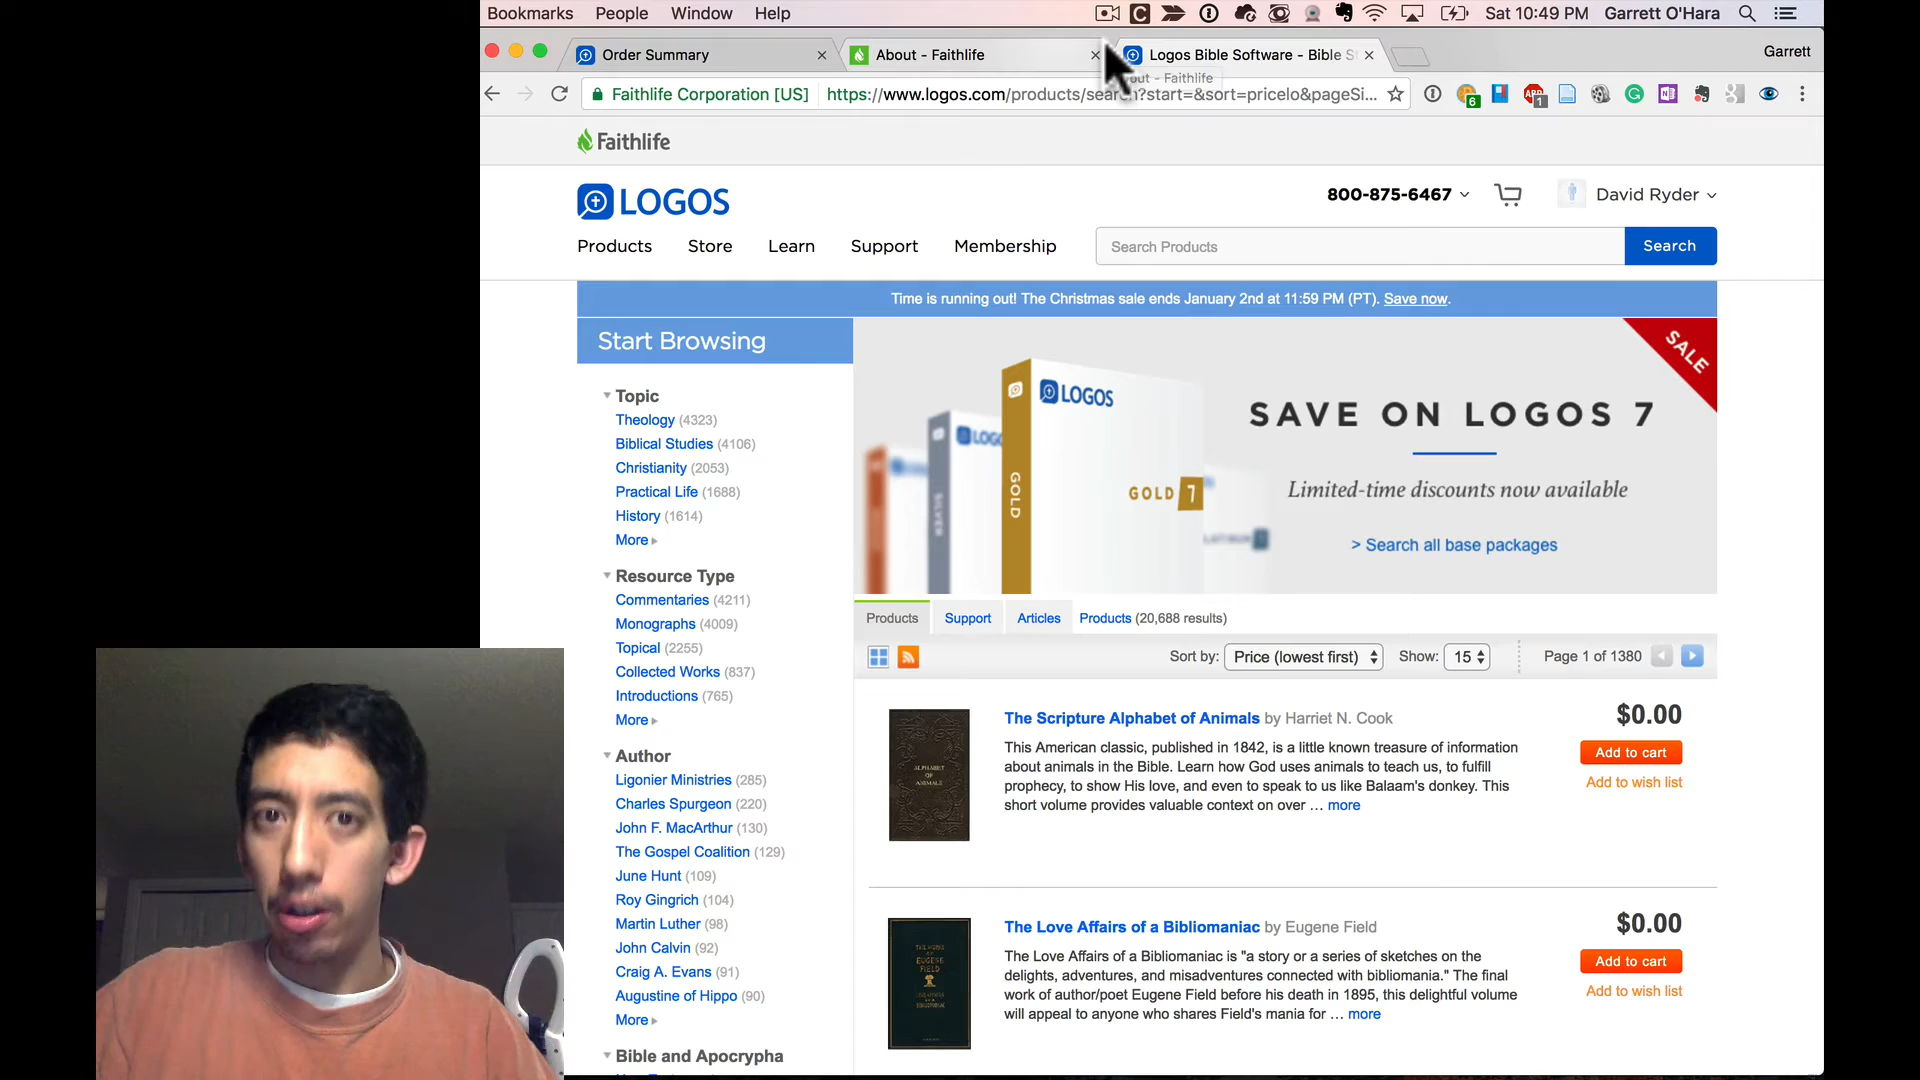 Bookmarks People Window Help Sat 10:49 PM Garrett O'Hara
Order Summary About - Faithlife Logos Bible Software - Bible S Garrett
Faithlife Corporation [US] https://www.logos.com/products/search?start=&sort=pricelo&pageSi... 6 1
Faithlife
LOGOS
800-875-6467 David Ryder
Products Store Learn Support Membership Search Products Search
Time is running out! The Christmas sale ends January 2nd at 11:59 PM (PT). Save now.
Start Browsing
Topic
Theology (4323)
Biblical Studies (4106)
Christianity (2053)
Practical Life (1688)
History (1614)
More
Resource Type
Commentaries (4211)
Monographs (4009)
Topical (2255)
Collected Works (837)
Introductions (765)
More
Author
Ligonier Ministries (285)
Charles Spurgeon (220)
John F. MacArthur (130)
The Gospel Coalition (129)
June Hunt (109)
Roy Gingrich (104)
Martin Luther (98)
John Calvin (92)
Craig A. Evans (91)
Augustine of Hippo (90)
More
Bible and Apocrypha
SALE
LOGOS
GOLD
SILVER
GOLD 7
SAVE ON LOGOS 7
Limited-time discounts now available
> Search all base packages
Products Support Articles Products (20,688 results)
Sort by: Price (lowest first) Show: 15 Page 1 of 1380
ALPHABET
OF
ANIMALS
The Scripture Alphabet of Animals by Harriet N. Cook
This American classic, published in 1842, is a little known treasure of information
about animals in the Bible. Learn how God uses animals to teach us, to fulfill
prophecy, to show His love, and even to speak to us like Balaam's donkey. This
short volume provides valuable context on over ... more
$0.00
Add to cart
Add to wish list
THE WORKS
OF
EUGENE
FIELD
The Love Affairs of a Bibliomaniac by Eugene Field
The Love Affairs of a Bibliomaniac is "a story or a series of sketches on the
delights, adventures, and misadventures connected with bibliomania." The final
work of author/poet Eugene Field before his death in 1895, this delightful volume
will appeal to anyone who shares Field's mania for ... more
$0.00
Add to cart
Add to wish list